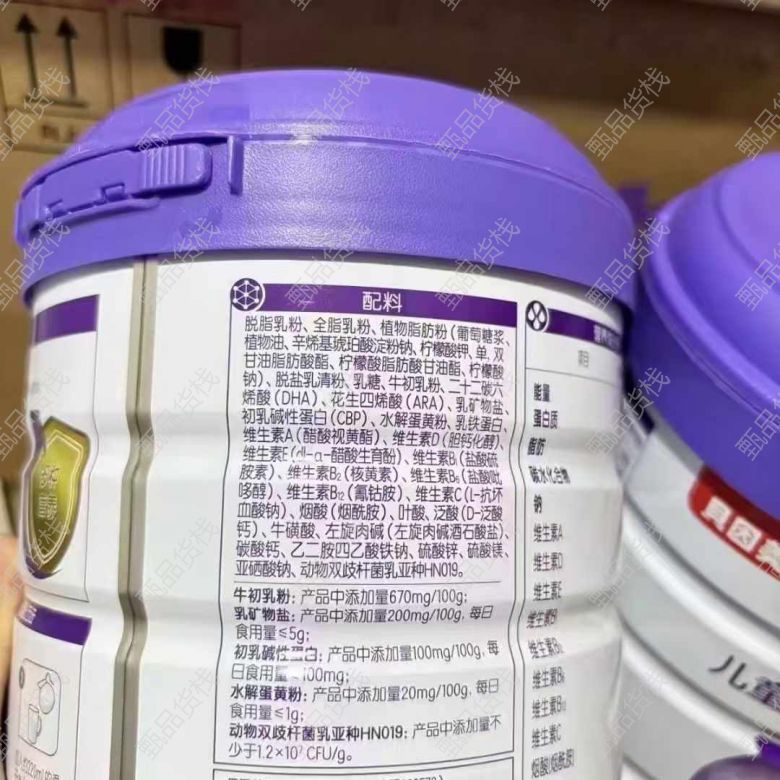 配料
脱脂乳粉、全脂乳粉、植物脂肪粉（葡萄糖浆、
植物油、辛烯基琥珀酸淀粉钠、柠檬酸钾、单,双
甘油脂肪酸酯、柠檬酸脂肪酸甘油酯、柠檬酸
钠）、脱盐乳清粉、乳糖、牛初乳粉、二十二碳六
烯酸（DHA）、花生四烯酸（ARA）、乳矿物盐、
初乳碱性蛋白（CBP）、水解蛋黄粉、乳铁蛋白、
维生素A（醋酸视黄酯）、维生素D（胆钙化醇）、
维生素E（dl-α-醋酸生育酚）、维生素B（盐酸硫
胺素）、维生素B₂（核黄素）、维生素B₆（盐酸吡
哆醇）、维生素B₁₂（氰钴胺）、维生素C（L-抗坏
血酸钠）、烟酸（烟酰胺）、叶酸、泛酸（D-泛酸
钙）、牛磺酸、左旋肉碱（左旋肉碱酒石酸盐）、
碳酸钙、乙二胺四乙酸铁钠、硫酸锌、硫酸镁、
亚硒酸钠、动物双歧杆菌乳亚种HN019。
牛初乳粉：产品中添加量670mg/100g;
乳矿物盐：产品中添加量200mg/100g, 每日
食用量≤5g;
初乳碱性蛋白：产品中添加量100mg/100g, 每
日食用量≤100mg;
水解蛋黄粉：产品中添加量20mg/100g, 每日
食用量≤1g;
动物双歧杆菌乳亚种HN019：产品中添加量不
少于1.2×10⁷ CFU/g。
项目
能量
蛋白质
脂肪
碳水化合物
钠
维生素A
维生素D
维生素E
维生素B
维生素B₂
维生素B₆
维生素B₁₂
维生素C
烟酸(烟酰胺)
贝因美
儿童
甄品货栈